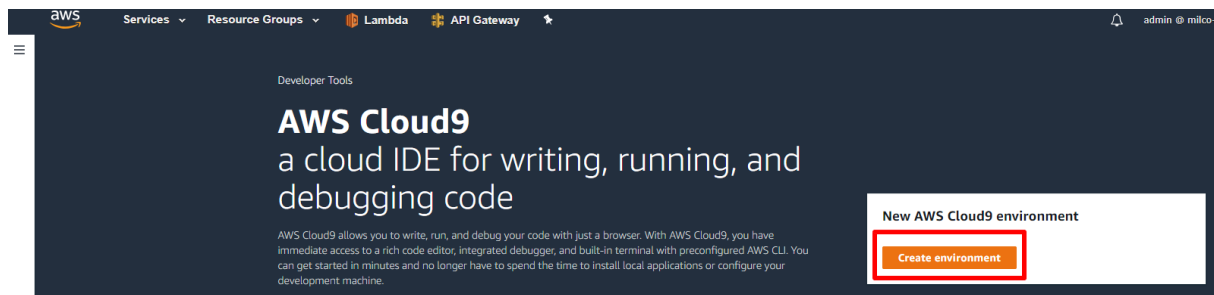 aws Services Resource Groups Lambda API Gateway admin @ milco-
Developer Tools
AWS Cloud9
a cloud IDE for writing, running, and
debugging code
New AWS Cloud9 environment
Create environment
AWS Cloud9 allows you to write, run, and debug your code with just a browser. With AWS Cloud9, you have
immediate access to a rich code editor, integrated debugger, and built-in terminal with preconfigured AWS CLI. You
can get started in minutes and no longer have to spend the time to install local applications or configure your
development machine.